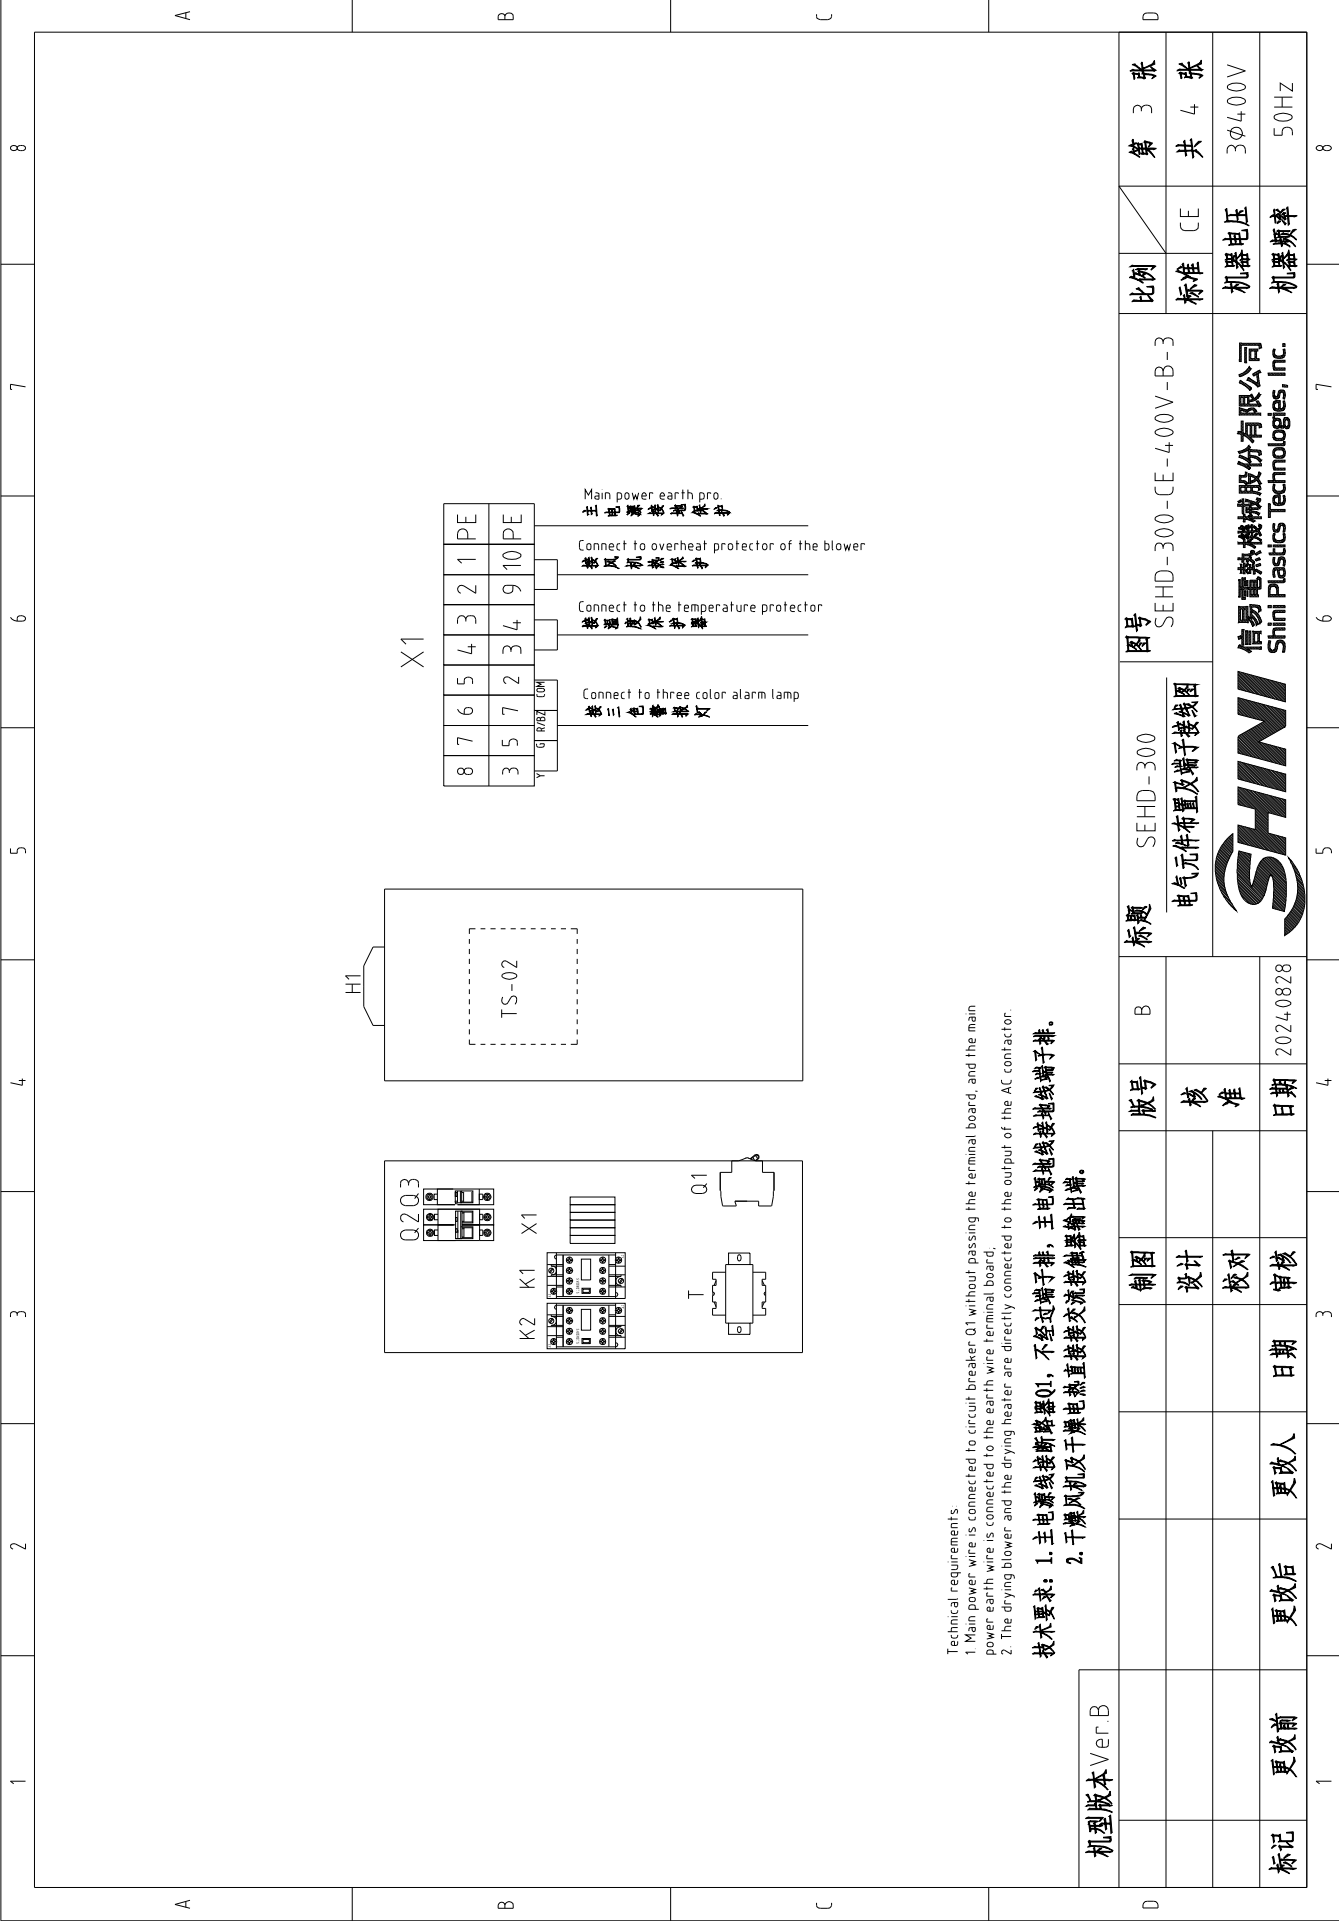 1 2 3 4 5 6 7 8
A
B
C
D
H1
TS-02
Q2Q3
K2 K1 X1
T
Q1
X1
8 7 6 5 4 3 2 1 PE
3 5 7 2 3 4 9 10 PE
Y G R/BZ COM
Connect to three color alarm lamp
接三色警报灯
Connect to the temperature protector
接温度保护器
Connect to overheat protector of the blower
接风机热保护
Main power earth pro.
主电源接地保护
Technical requirements:
1. Main power wire is connected to circuit breaker Q1 without passing the terminal board, and the main
power earth wire is connected to the earth wire terminal board,
2. The drying blower and the drying heater are directly connected to the output of the AC contactor.
技术要求：1.主电源线接断路器Q1，不经过端子排，主电源地线接地线端子排。
2.干燥风机及干燥电热直接接交流接触器输出端。
机型版本Ver.B
标记 更改前 更改后 更改人 日期
制图
设计
校对
审核
版号 B
核
准
日期 20240828
标题 SEHD-300
电气元件布置及端子接线图
图号
SEHD-300-CE-400V-B-3
SHINI
信易電熱機械股份有限公司
Shini Plastics Technologies, Inc.
比例 第 3 张
标准 CE 共 4 张
机器电压 3Φ400V
机器频率 50Hz
1 2 3 4 5 6 7 8
A
B
C
D